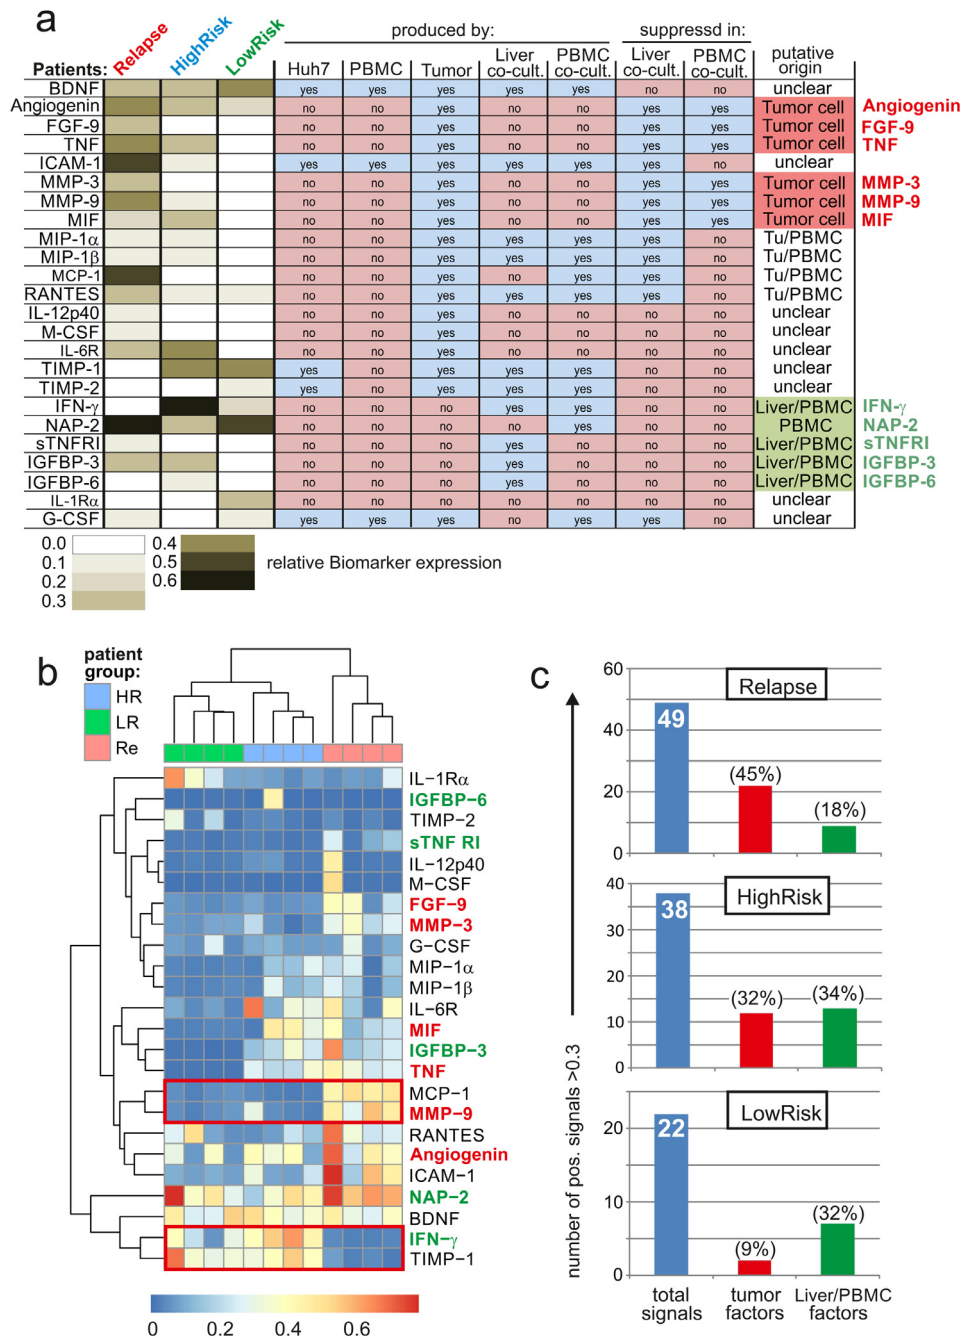 a
produced by: suppressd in:
Patients: Relapse HighRisk LowRisk Huh7 PBMC Tumor Liver co-cult. PBMC co-cult. Liver co-cult. PBMC co-cult. putative origin
BDNF yes yes yes yes yes no no unclear
Angiogenin no no yes no no yes yes Tumor cell Angiogenin
FGF-9 no no yes no no yes yes Tumor cell FGF-9
TNF no no yes no no yes yes Tumor cell TNF
ICAM-1 yes yes yes yes yes yes no unclear
MMP-3 no no yes no no yes yes Tumor cell MMP-3
MMP-9 no no yes no no yes yes Tumor cell MMP-9
MIF no no yes no no yes yes Tumor cell MIF
MIP-1α no no yes yes yes yes no Tu/PBMC
MIP-1β no no yes yes yes yes no Tu/PBMC
MCP-1 no no yes no yes yes no Tu/PBMC
RANTES no no yes yes yes yes no Tu/PBMC
IL-12p40 no no yes no no no no unclear
M-CSF no no yes no no no no unclear
IL-6R no no yes no no no no unclear
TIMP-1 yes no yes yes yes no no unclear
TIMP-2 yes no yes yes yes no no unclear
IFN-γ no no no yes yes no no Liver/PBMC IFN-γ
NAP-2 no no no no yes no no PBMC NAP-2
sTNFRI no no no yes no no no Liver/PBMC sTNFRI
IGFBP-3 no no no yes no no no Liver/PBMC IGFBP-3
IGFBP-6 no no no yes no no no Liver/PBMC IGFBP-6
IL-1Rα no no no no no no no unclear
G-CSF yes yes yes no yes yes no unclear
0.0 0.4
0.1 0.5 relative Biomarker expression
0.2 0.6
0.3
b
patient group:
HR
LR
Re
IL−1Rα
IGFBP−6
TIMP−2
sTNF RI
IL−12p40
M−CSF
FGF−9
MMP−3
G−CSF
MIP−1α
MIP−1β
IL−6R
MIF
IGFBP−3
TNF
MCP−1
MMP−9
RANTES
Angiogenin
ICAM−1
NAP−2
BDNF
IFN−γ
TIMP−1
0 0.2 0.4 0.6
c
number of pos. signals >0.3
60
40
20
0
Relapse
49
(45%)
(18%)
40
30
20
10
0
HighRisk
38
(32%)
(34%)
20
10
0
LowRisk
22
(9%)
(32%)
total signals
tumor factors
Liver/PBMC factors